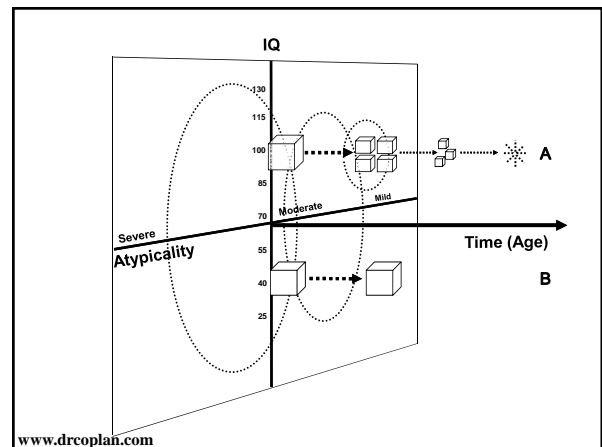 IQ
130
115
100
85
70
55
40
25
A
B
Severe
Moderate
Mild
Atypicality
Time (Age)
www.drcoplan.com